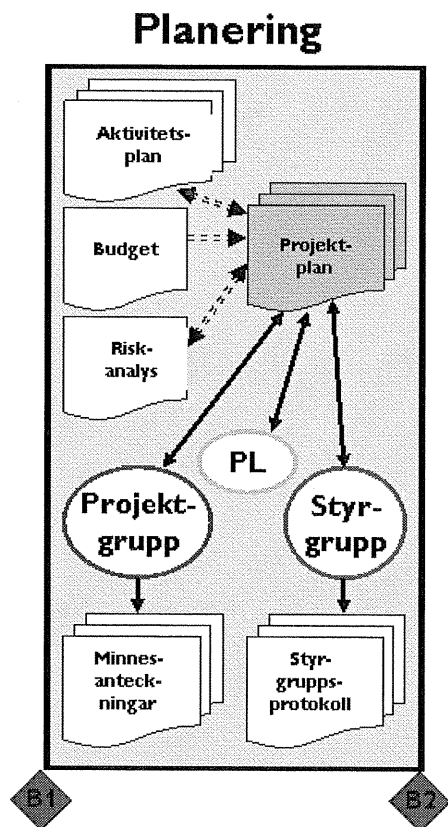 Planering
Aktivitets-
plan
Budget
Projekt-
plan
Risk-
analys
PL
Projekt-
grupp
Styr-
grupp
Minnes-
anteck-
ningar
Styr-
grupps-
protokoll
B1
B2